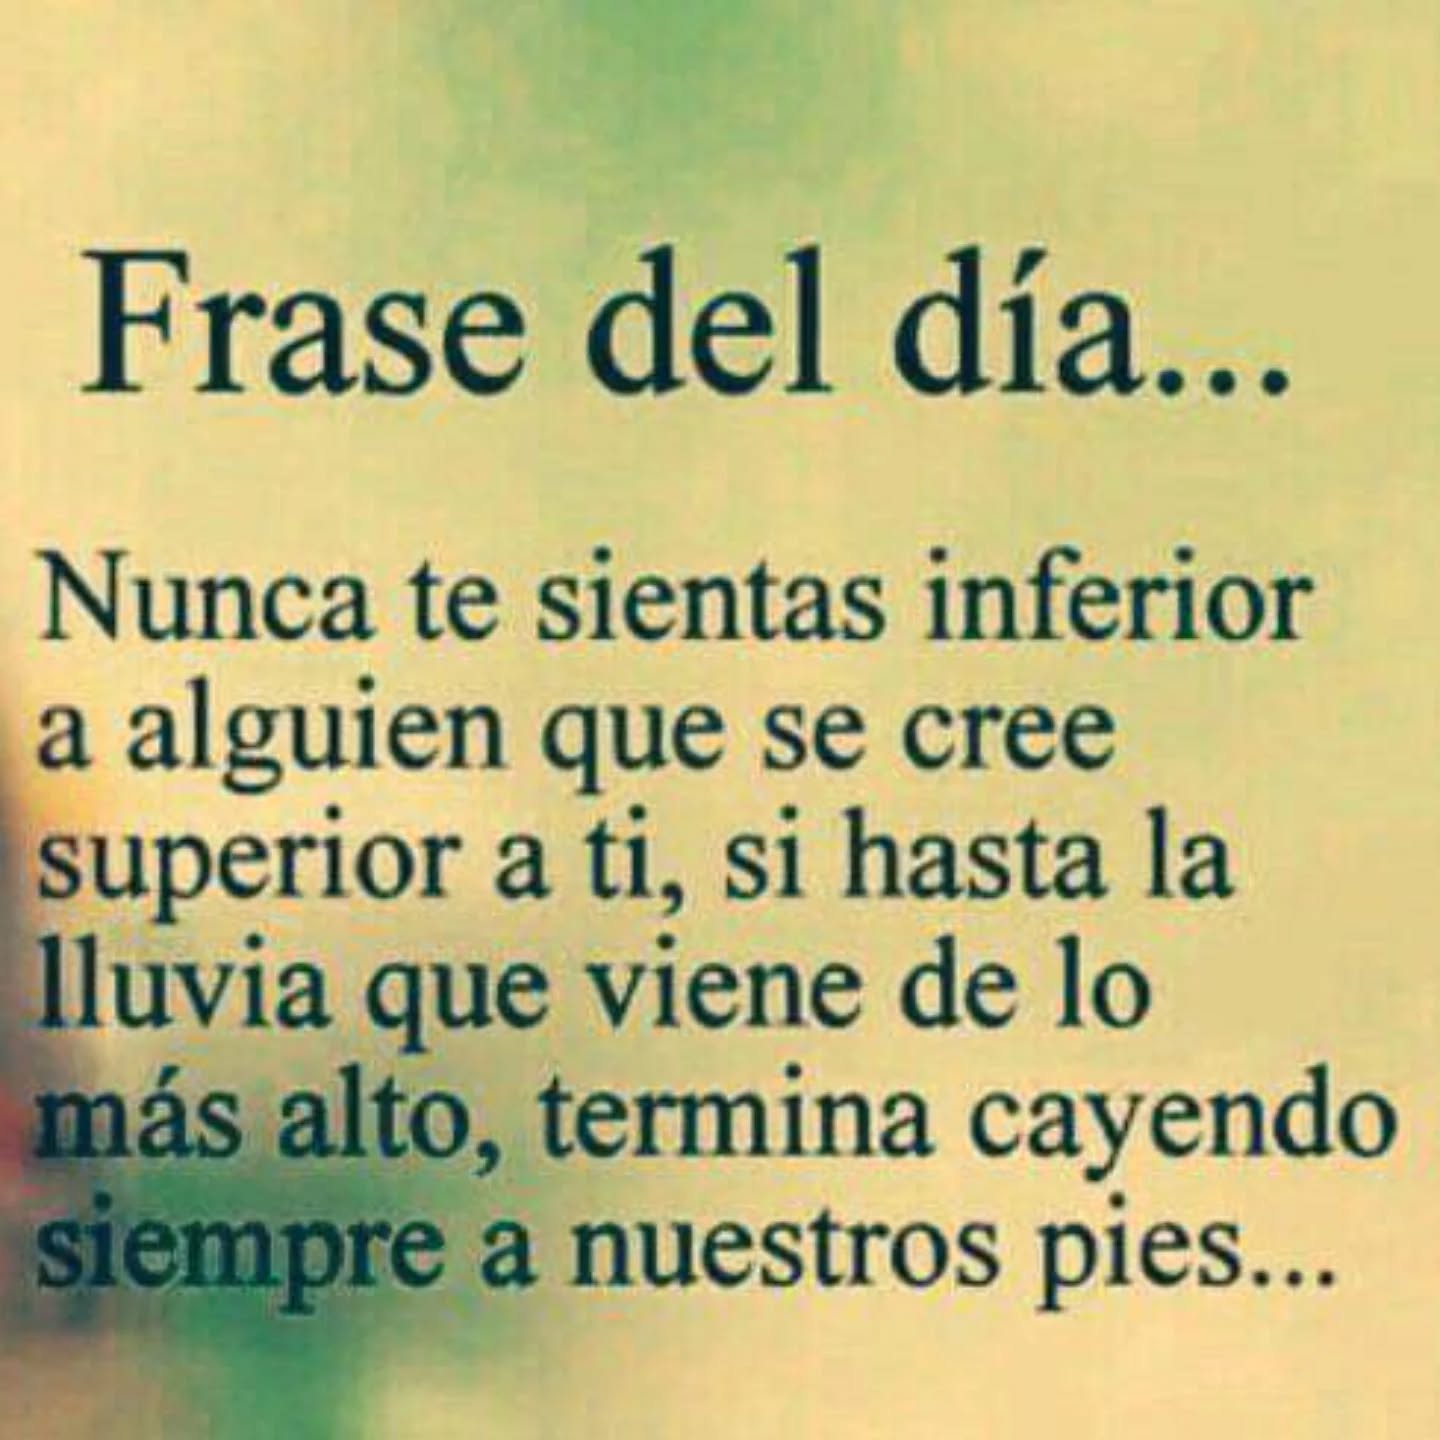 Frase del día...
Nunca te sientas inferior
a alguien que se cree
superior a ti, si hasta la
lluvia que viene de lo
más alto, termina cayendo
siempre a nuestros pies...